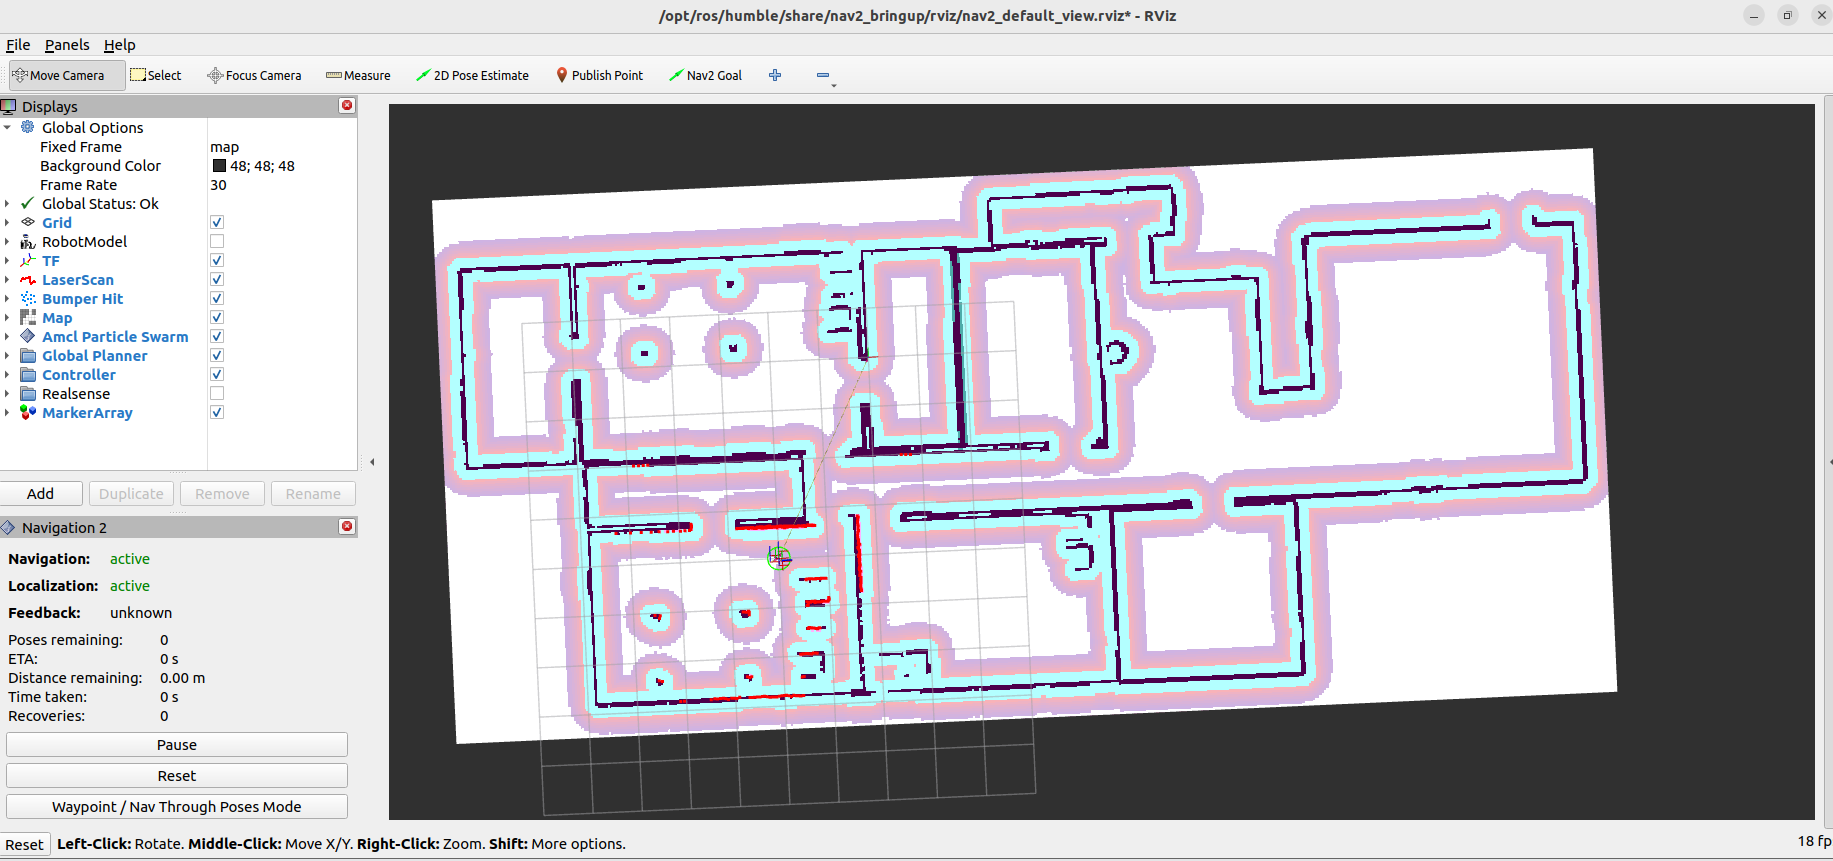 /opt/ros/humble/share/nav2_bringup/rviz/nav2_default_view.rviz* - RViz
File Panels Help
Move Camera Select Focus Camera Measure 2D Pose Estimate Publish Point Nav2 Goal
Displays
Global Options
Fixed Frame map
Background Color 48; 48; 48
Frame Rate 30
Global Status: Ok
Grid
RobotModel
TF
LaserScan
Bumper Hit
Map
Amcl Particle Swarm
Global Planner
Controller
Realsense
MarkerArray
Add Duplicate Remove Rename
Navigation 2
Navigation: active
Localization: active
Feedback: unknown
Poses remaining: 0
ETA: 0 s
Distance remaining: 0.00 m
Time taken: 0 s
Recoveries: 0
Pause
Reset
Waypoint / Nav Through Poses Mode
Reset Left-Click: Rotate. Middle-Click: Move X/Y. Right-Click: Zoom. Shift: More options. 18 fp